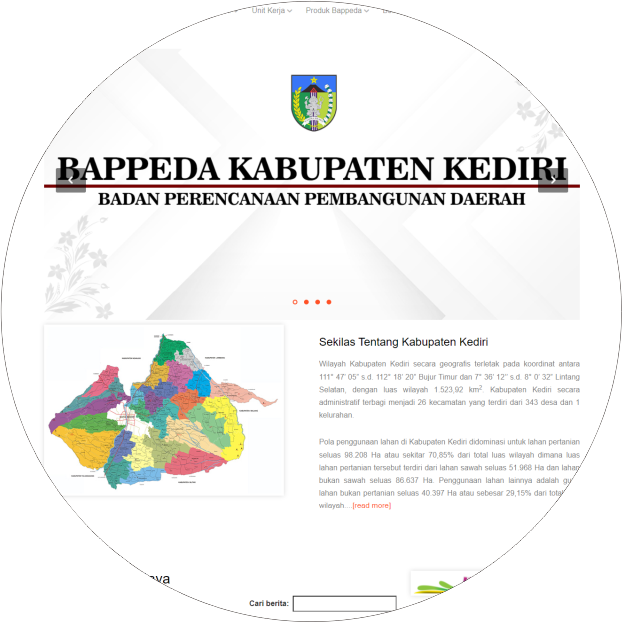 Unit Kerja Produk Bappeda
BAPPEDA KABUPATEN KEDIRI
BADAN PERENCANAAN PEMBANGUNAN DAERAH
Sekilas Tentang Kabupaten Kediri
Wilayah Kabupaten Kediri secara geografis terletak pada koordinat antara
111° 47' 05" s.d. 112° 18' 20" Bujur Timur dan 7° 36' 12" s.d. 8° 0' 32" Lintang
Selatan, dengan luas wilayah 1.523,92 km² Kabupaten Kediri secara
administratif terbagi menjadi 26 kecamatan yang terdiri dari 343 desa dan 1
kelurahan.
Pola penggunaan lahan di Kabupaten Kediri didominasi untuk lahan pertanian
seluas 98.208 Ha atau sekitar 70,85% dari total luas wilayah dimana luas
lahan pertanian tersebut terdiri dari lahan sawah seluas 51.968 Ha dan lahan
bukan sawah seluas 86.637 Ha. Penggunaan lahan lainnya adalah
lahan bukan pertanian seluas 40.397 Ha atau sebesar 29,15% dari total
wilayah... [read more]
Cari berita: